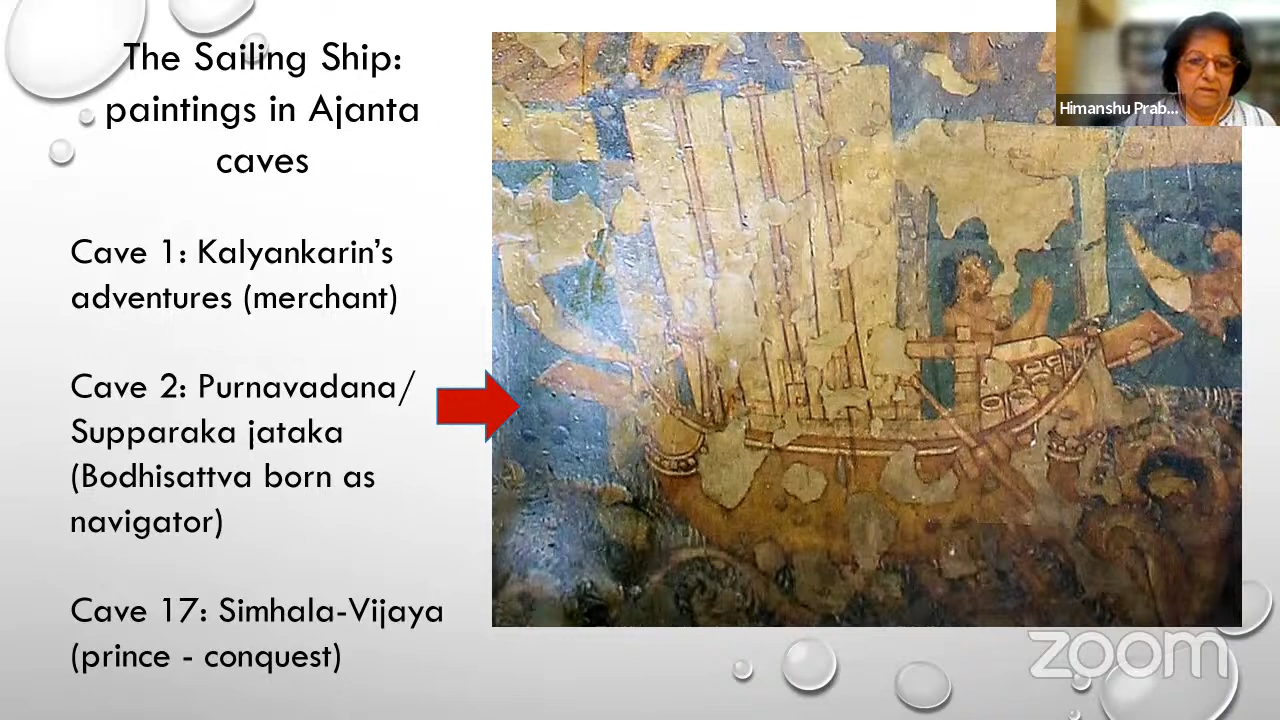 The Sailing Ship:
paintings in Ajanta
caves
Cave 1: Kalyankarin’s
adventures (merchant)
Cave 2: Purnavadana/
Supparaka jataka
(Bodhisattva born as
navigator)
Cave 17: Simhala-Vijaya
(prince - conquest)
Himanshu Prab...
zoom